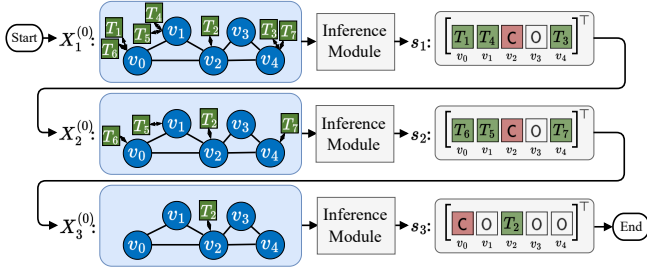 Start
X₁⁽⁰⁾:
T₁ T₆ T₄ T₅ T₂ T₃ T₇
v₀ v₁ v₂ v₃ v₄
Inference
Module
s₁:
[T₁ T₄ C O T₃]⊤
v₀ v₁ v₂ v₃ v₄
X₂⁽⁰⁾:
T₆ T₅ T₂ T₇
v₀ v₁ v₂ v₃ v₄
Inference
Module
s₂:
[T₆ T₅ C O T₇]⊤
v₀ v₁ v₂ v₃ v₄
X₃⁽⁰⁾:
T₂
v₀ v₁ v₂ v₃ v₄
Inference
Module
s₃:
[C O T₂ O O]⊤
v₀ v₁ v₂ v₃ v₄
End